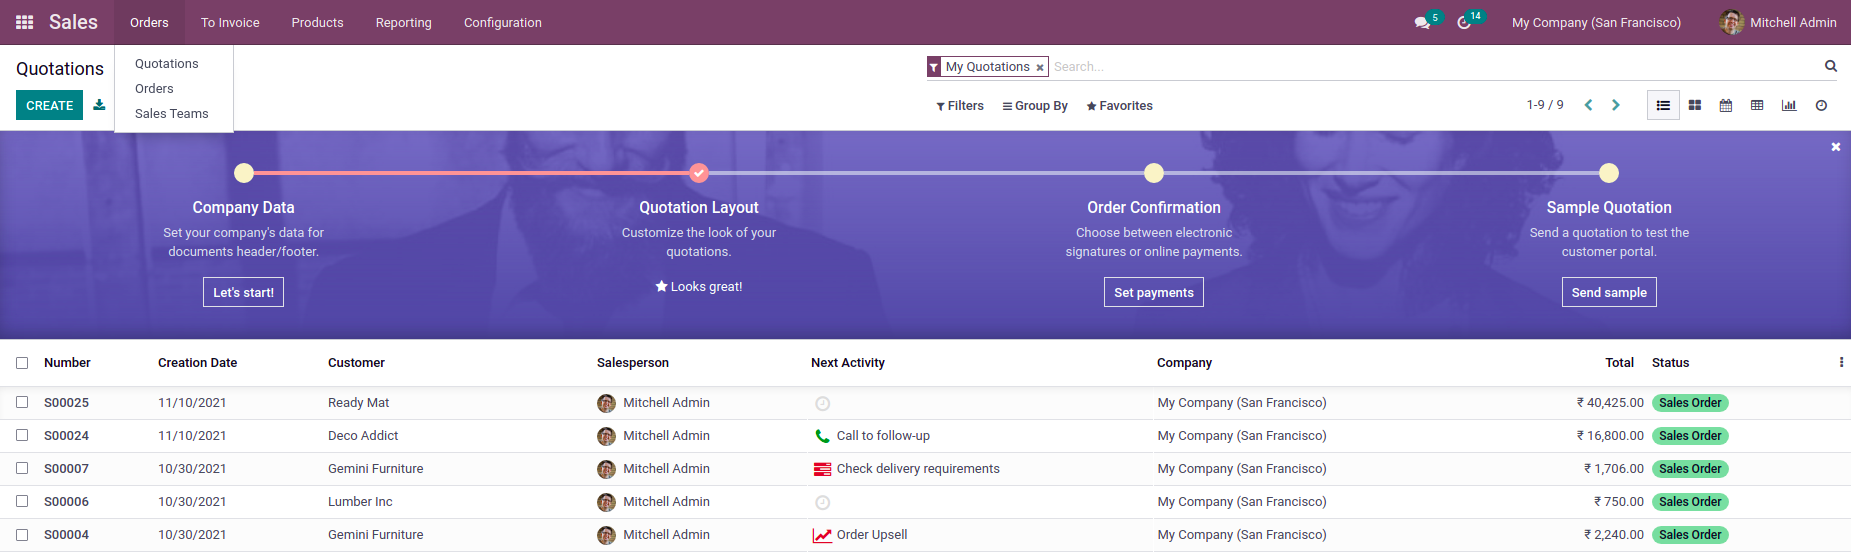 Sales Orders To Invoice Products Reporting Configuration 5 14 My Company (San Francisco) Mitchell Admin
Quotations
Quotations
Orders
Sales Teams
My Quotations × Search...
CREATE
Filters Group By Favorites 1-9 / 9
Company Data
Set your company's data for
documents header/footer.
Let's start!
Quotation Layout
Customize the look of your
quotations.
Looks great!
Order Confirmation
Choose between electronic
signatures or online payments.
Set payments
Sample Quotation
Send a quotation to test the
customer portal.
Send sample
Number Creation Date Customer Salesperson Next Activity Company Total Status
S00025 11/10/2021 Ready Mat Mitchell Admin My Company (San Francisco) ₹ 40,425.00 Sales Order
S00024 11/10/2021 Deco Addict Mitchell Admin Call to follow-up My Company (San Francisco) ₹ 16,800.00 Sales Order
S00007 10/30/2021 Gemini Furniture Mitchell Admin Check delivery requirements My Company (San Francisco) ₹ 1,706.00 Sales Order
S00006 10/30/2021 Lumber Inc Mitchell Admin My Company (San Francisco) ₹ 750.00 Sales Order
S00004 10/30/2021 Gemini Furniture Mitchell Admin Order Upsell My Company (San Francisco) ₹ 2,240.00 Sales Order